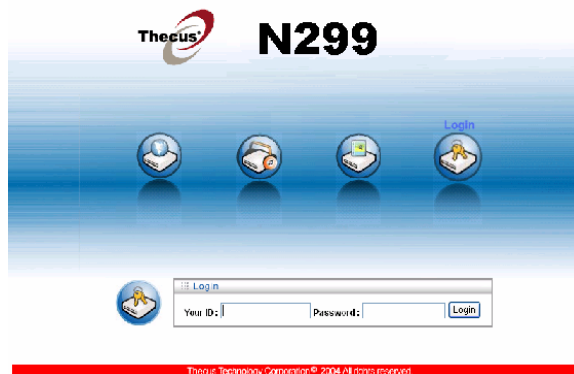 Thecus N299
Login
Login
Your ID: Password: Login
Thecus Technology Corporation © 2004 All rights reserved.